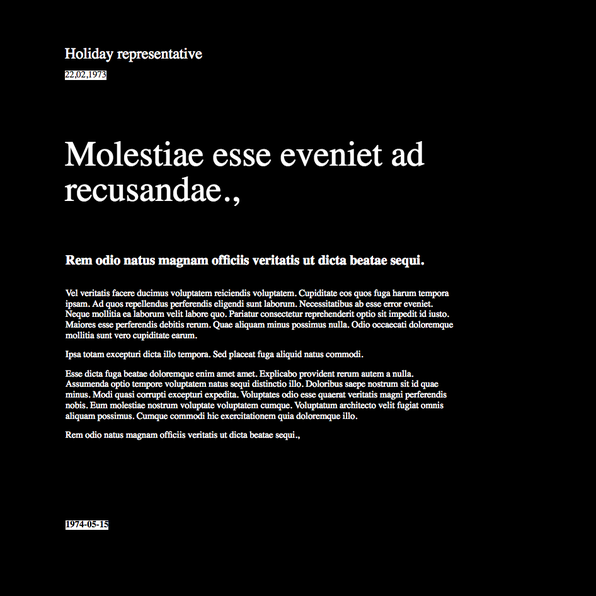 Holiday representative
22.02.1973
Molestiae esse eveniet ad
recusandae.,
Rem odio natus magnam officiis veritatis ut dicta beatae sequi.
Vel veritatis facere ducimus voluptatem reiciendis voluptatem. Cupiditate eos quos fuga harum tempora
ipsam. Ad quos repellendus perferendis eligendi sunt laborum. Necessitatibus ab esse error eveniet.
Neque mollitia ea laborum velit labore quo. Pariatur consectetur reprehenderit optio sit impedit id iusto.
Maiores esse perferendis debitis rerum. Quae aliquam minus possimus nulla. Odio occaecati doloremque
mollitia sunt vero cupiditate earum.
Ipsa totam excepturi dicta illo tempora. Sed placeat fuga aliquid natus commodi.
Esse dicta fuga beatae doloremque enim amet amet. Explicabo provident rerum autem a nulla.
Assumenda optio tempore voluptatem natus sequi distinctio illo. Doloribus saepe nostrum sit id quae
minus. Modi quasi corrupti excepturi expedita. Voluptates odio esse quaerat veritatis magni perferendis
nobis. Eum molestiae nostrum voluptate voluptatem cumque. Voluptatum architecto velit fugiat omnis
aliquam possimus. Cumque commodi hic exercitationem quia doloremque illo.
Rem odio natus magnam officiis veritatis ut dicta beatae sequi.,
1974-05-15